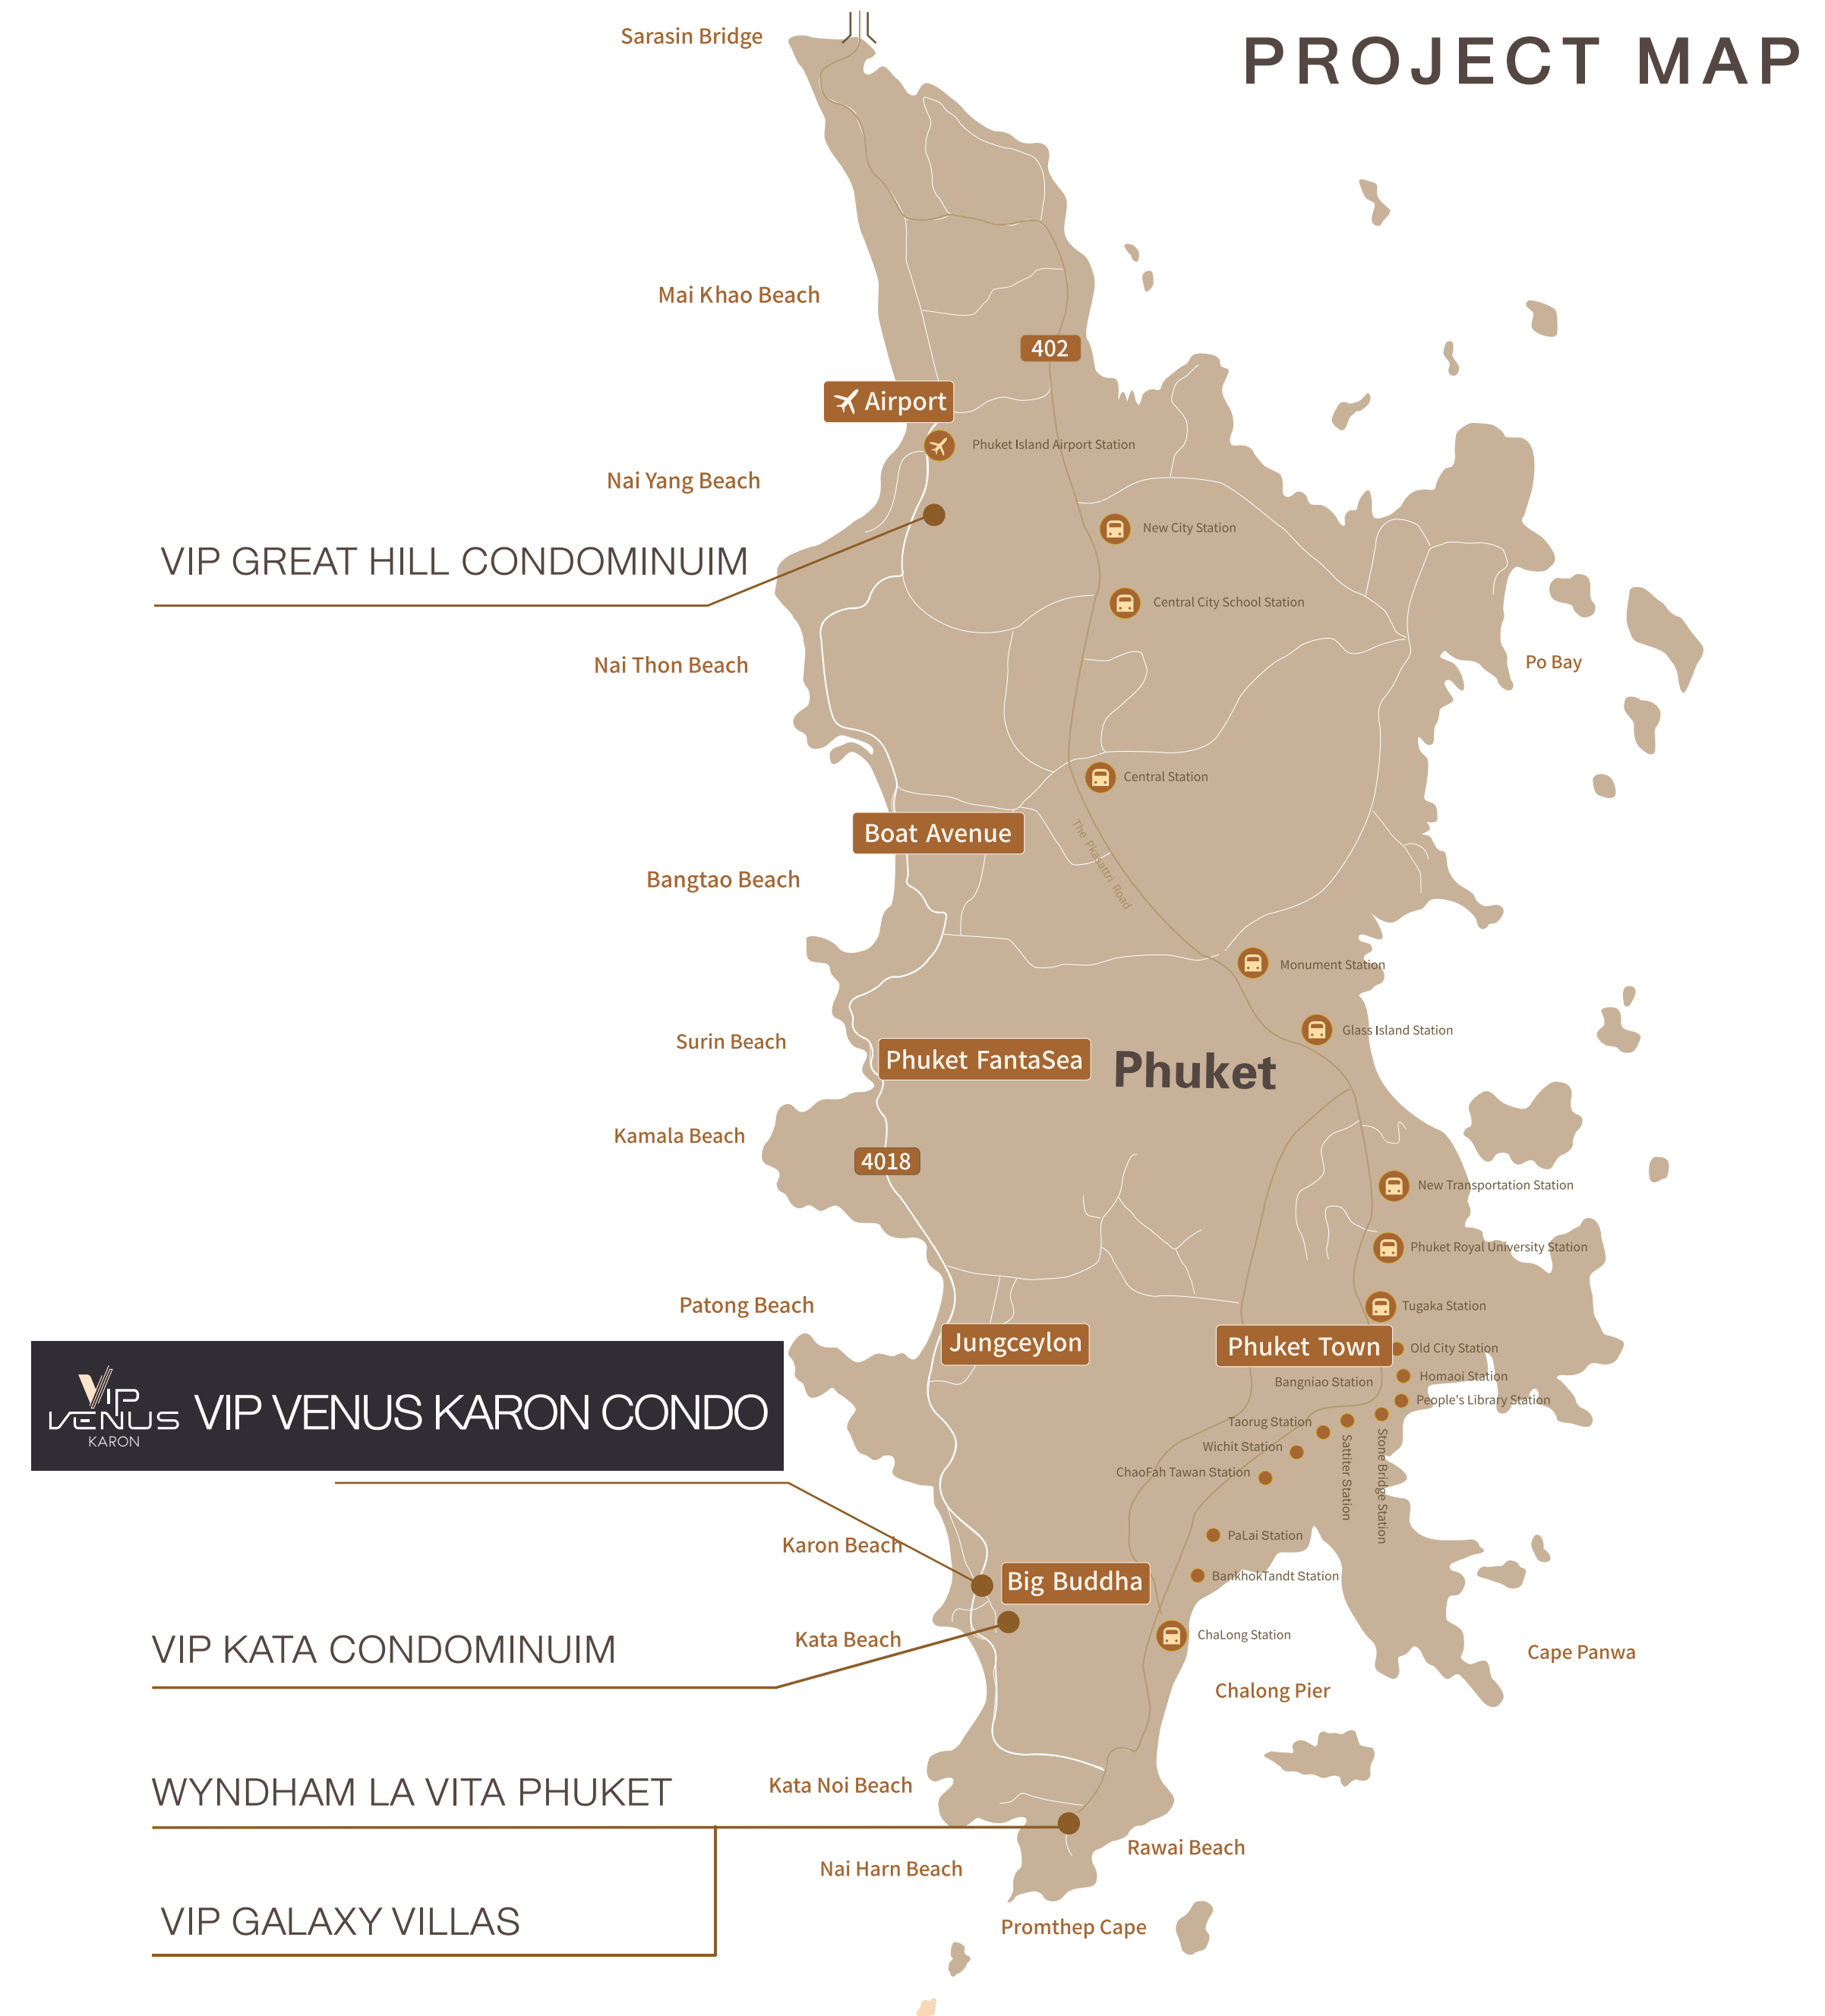 PROJECT MAP
Sarasin Bridge
Mai Khao Beach
402
Airport
Phuket Island Airport Station
Nai Yang Beach
New City Station
VIP GREAT HILL CONDOMINUIM
Central City School Station
Nai Thon Beach
Po Bay
Central Station
The Pkasattri Road
Boat Avenue
Bangtao Beach
Monument Station
Glass Island Station
Surin Beach
Phuket FantaSea
Phuket
Kamala Beach
4018
New Transportation Station
Phuket Royal University Station
Patong Beach
Tugaka Station
Jungceylon
Phuket Town
Old City Station
Homaoi Station
Bangniao Station
People's Library Station
VIP
VENUS
KARON
VIP VENUS KARON CONDO
Taorug Station
Wichit Station
Sattiter Station
Stone Bridge Station
ChaoFah Tawan Station
PaLai Station
Karon Beach
BankhokTandt Station
Big Buddha
ChaLong Station
Kata Beach
VIP KATA CONDOMINUIM
Cape Panwa
Chalong Pier
Kata Noi Beach
WYNDHAM LA VITA PHUKET
Rawai Beach
Nai Harn Beach
VIP GALAXY VILLAS
Promthep Cape